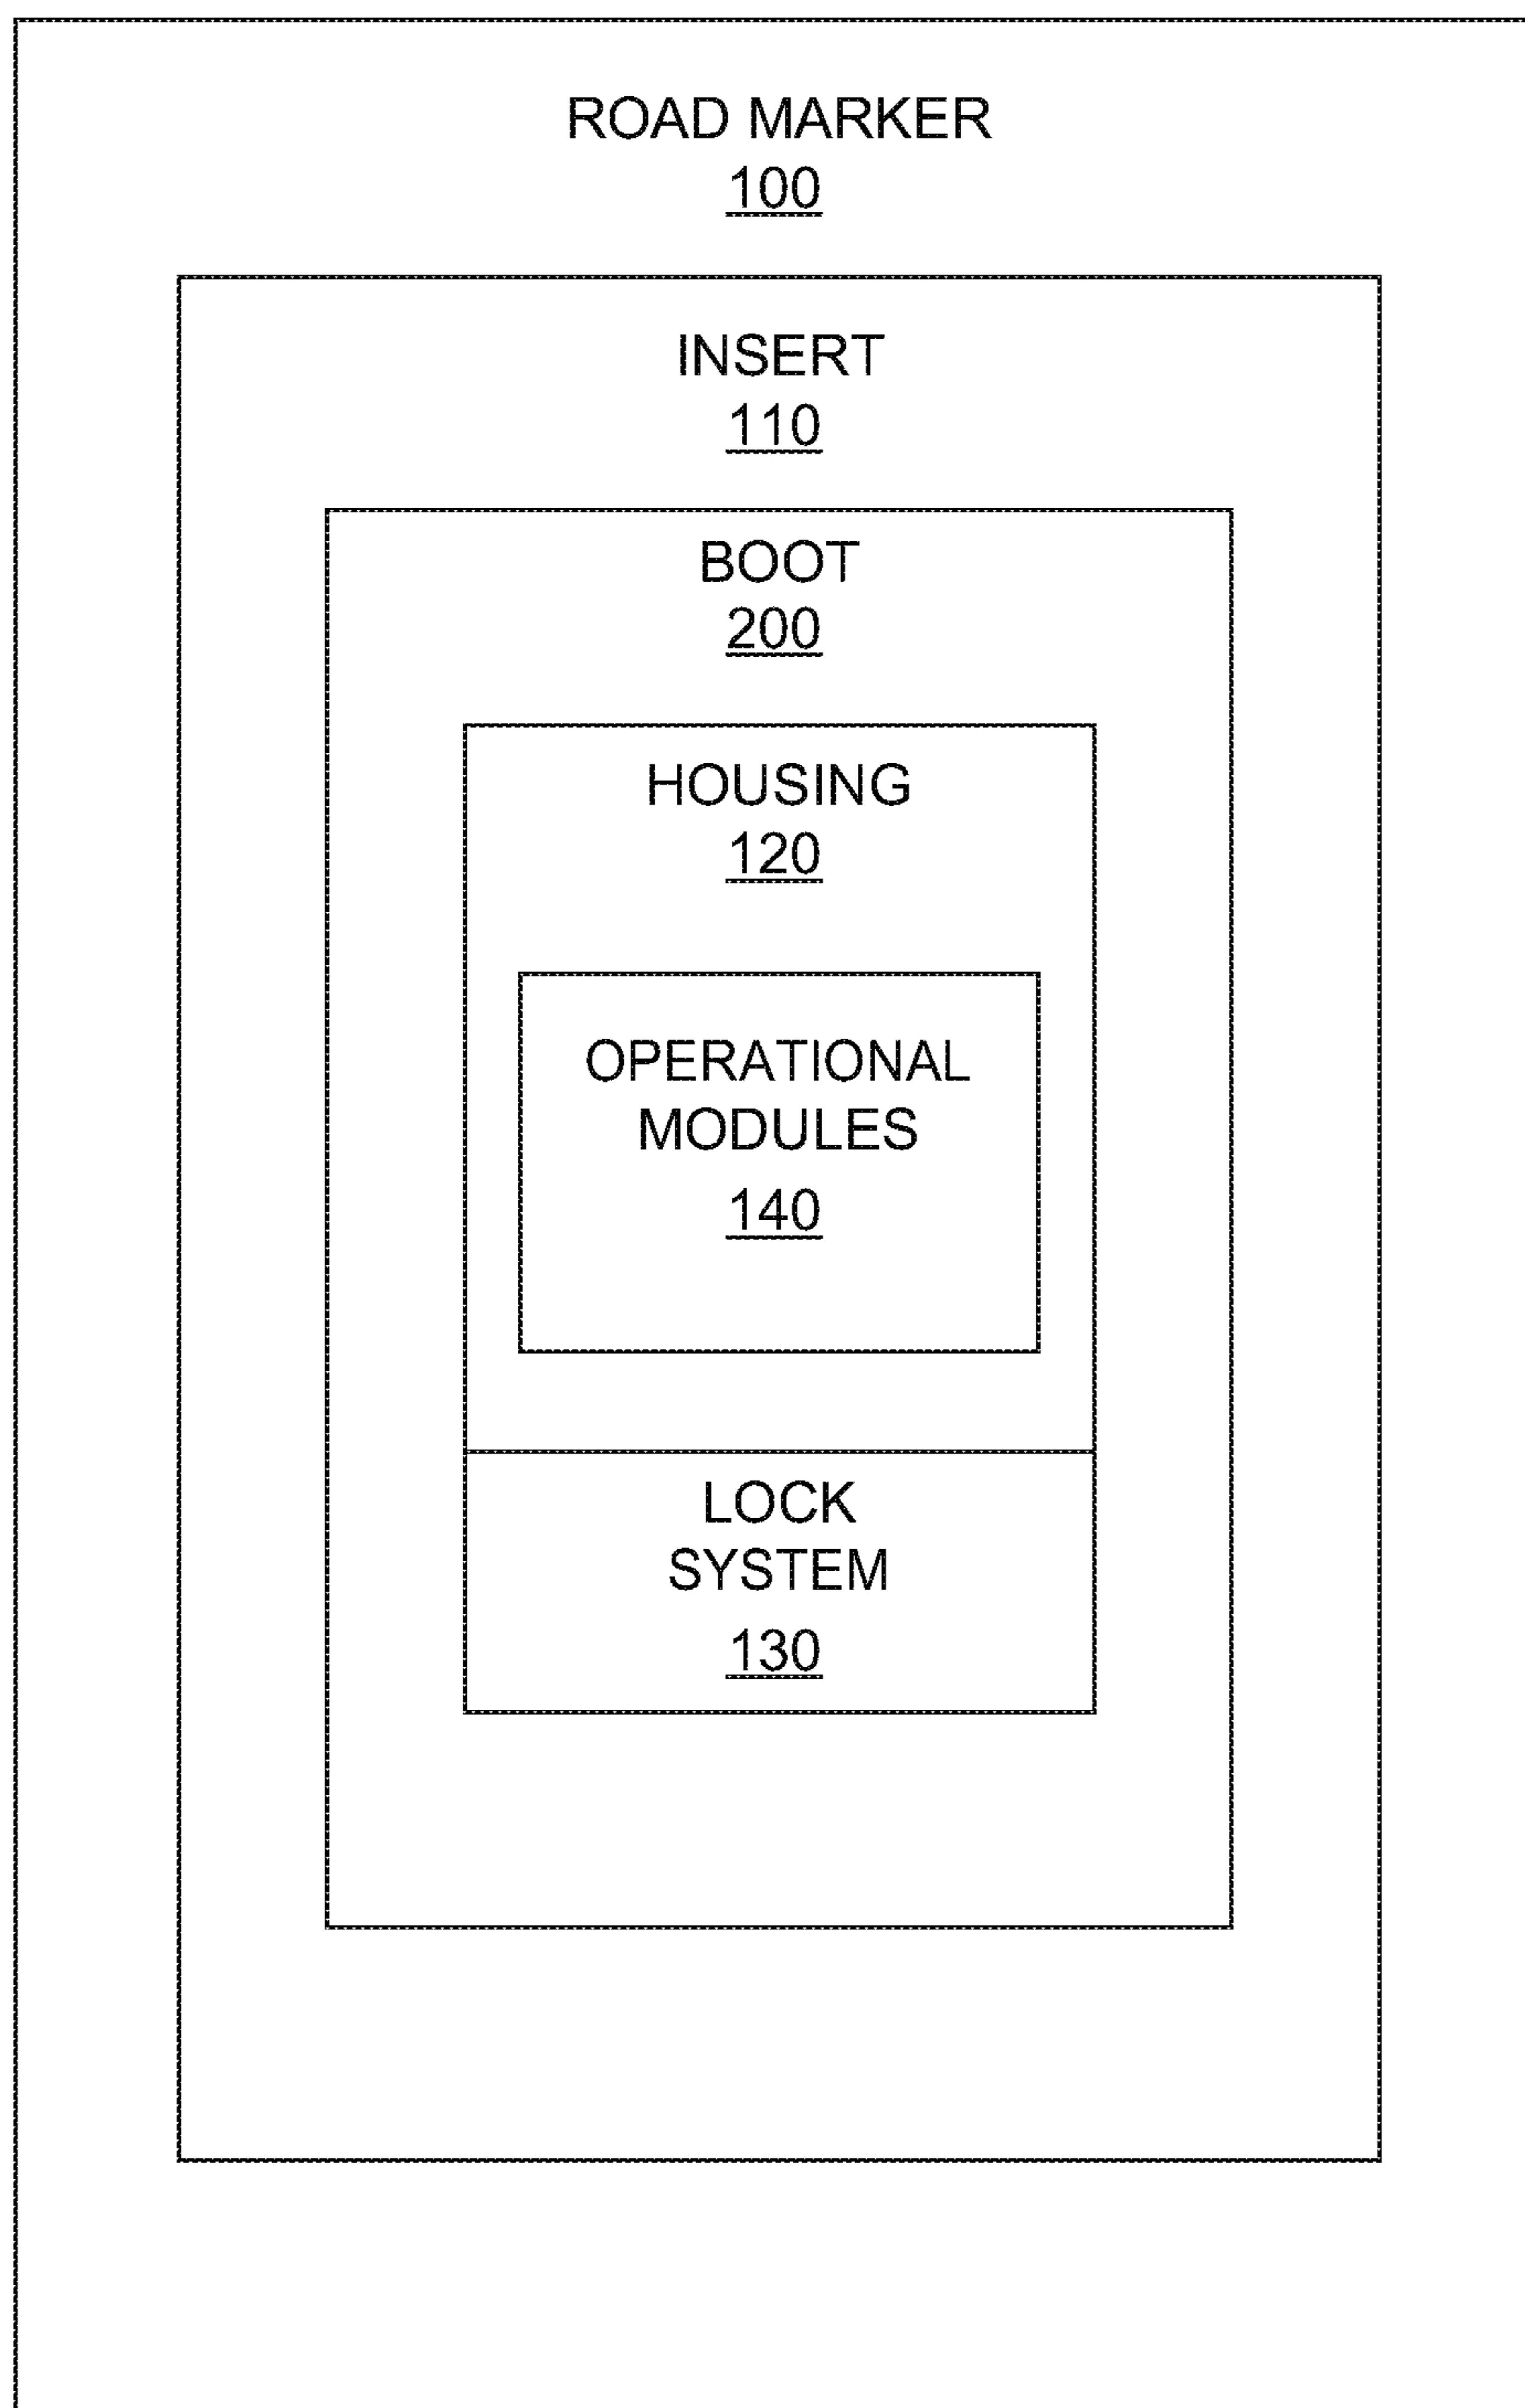 ROAD MARKER
100
INSERT
110
BOOT
200
HOUSING
120
OPERATIONAL
MODULES
140
LOCK
SYSTEM
130